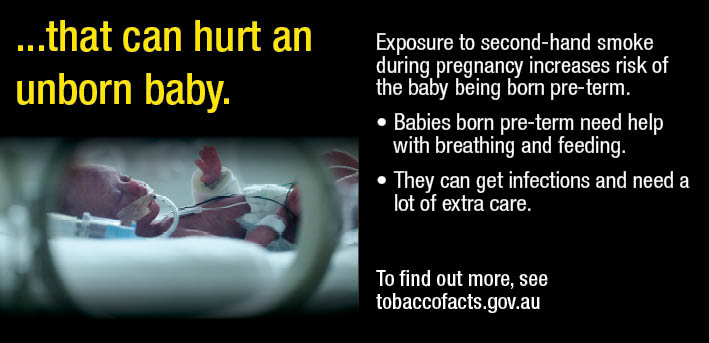 ...that can hurt an
unborn baby.
Exposure to second-hand smoke
during pregnancy increases risk of
the baby being born pre-term.
• Babies born pre-term need help
with breathing and feeding.
• They can get infections and need a
lot of extra care.
To find out more, see
tobaccofacts.gov.au